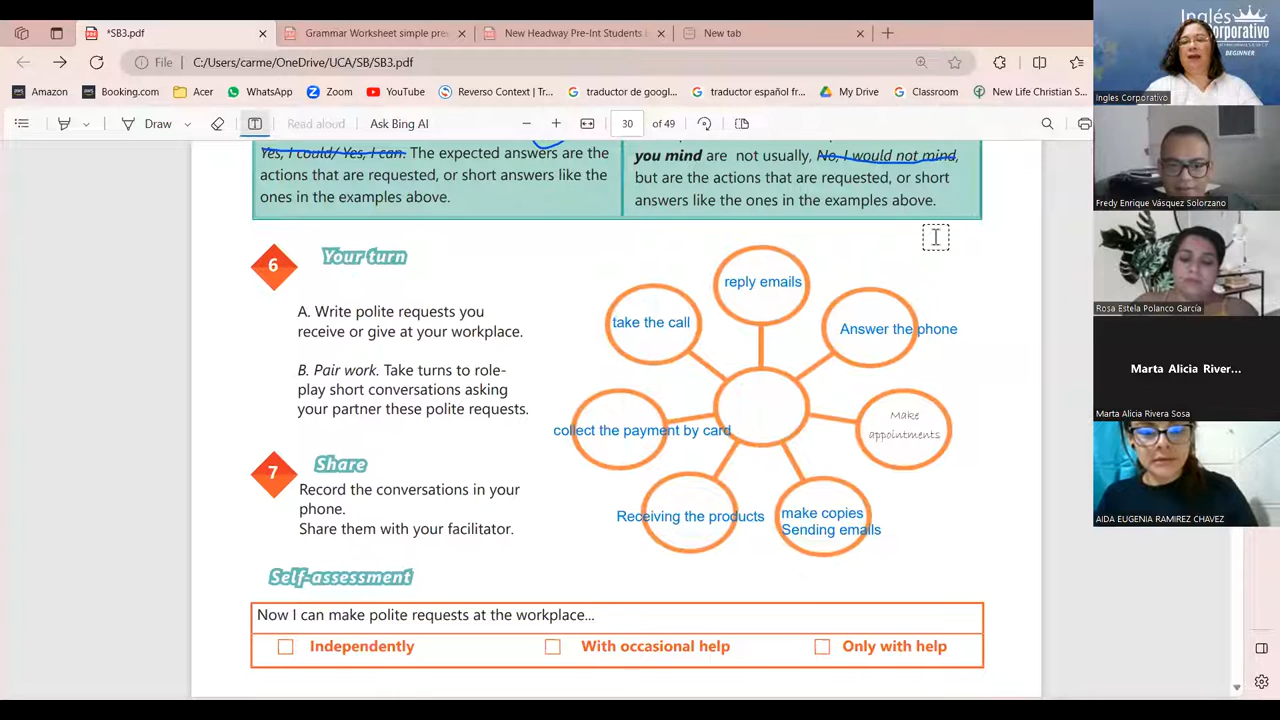 *SB3.pdf
Grammar Worksheet simple pre
New Headway Pre-Int Students
New tab
File
C:/Users/carme/OneDrive/UCA/SB/SB3.pdf
Amazon
Booking.com
Acer
WhatsApp
Zoom
YouTube
Reverso Context | Tr...
traductor de googl...
traductor español fr...
My Drive
Classroom
New Life Christian S...
Draw
Read aloud
Ask Bing AI
30
of 49
Yes, I could/ Yes, I can. The expected answers are the
actions that are requested, or short answers like the
ones in the examples above.
you mind are not usually, No, I would not mind,
but are the actions that are requested, or short
answers like the ones in the examples above.
6
Your turn
A. Write polite requests you
receive or give at your workplace.
B. Pair work. Take turns to role-
play short conversations asking
your partner these polite requests.
7
Share
Record the conversations in your
phone.
Share them with your facilitator.
reply emails
take the call
Answer the phone
Make
appointments
collect the payment by card
Receiving the products
make copies
Sending emails
Self-assessment
Now I can make polite requests at the workplace...
Independently
With occasional help
Only with help
Inglés
Corporativo
BEGINNER
Ingles Corporativo
Fredy Enrique Vásquez Solorzano
Rosa Estela Polanco García
Marta Alicia River...
Marta Alicia Rivera Sosa
AIDA EUGENIA RAMIREZ CHAVEZ